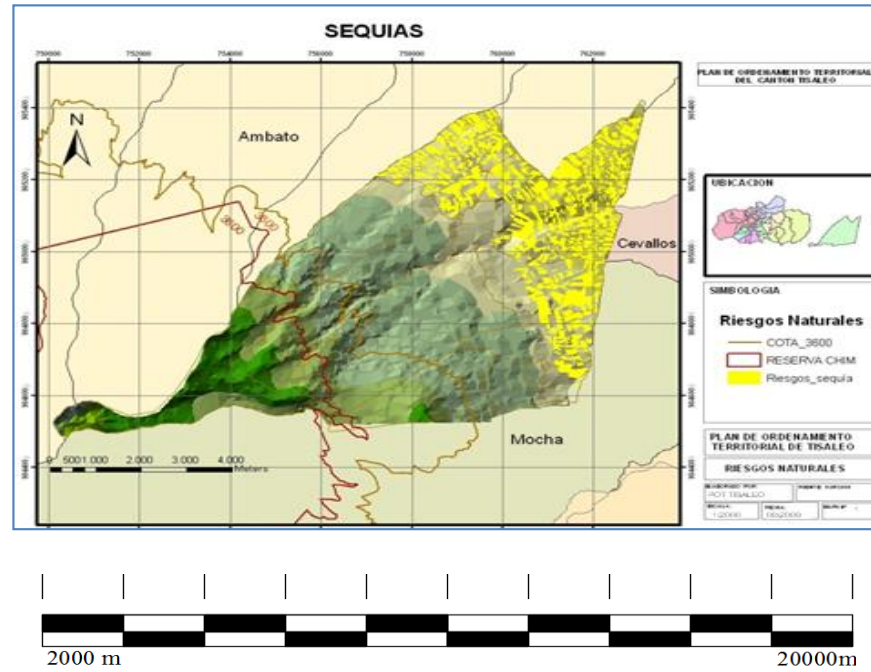 SEQUIAS
750000 752000 754000 756000 758000 760000 762000
PLAN DE ORDENAMIENTO TERRITORIAL
DEL CANTON TISALEO
N
Ambato
3600
3600
Cevallos
Mocha
0 500 1.000 2.000 3.000 4.000
Meters
UBICACION
SIMBOLOGIA
Riesgos Naturales
COTA_3600
RESERVA CHIM
Riesgos_sequia
PLAN DE ORDENAMIENTO
TERRITORIAL DE TISALEO
RIESGOS NATURALES
POT TISALEO
2000 m
20000m